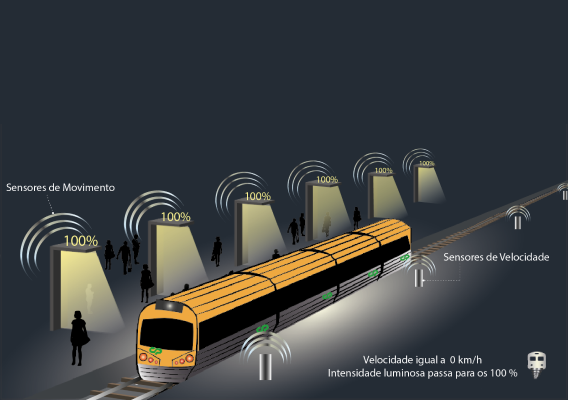 100%
100%
100%
100%
100%
100%
Sensores de Movimento
Sensores de Velocidade
Velocidade igual a 0 km/h
Intensidade luminosa passa para os 100 %